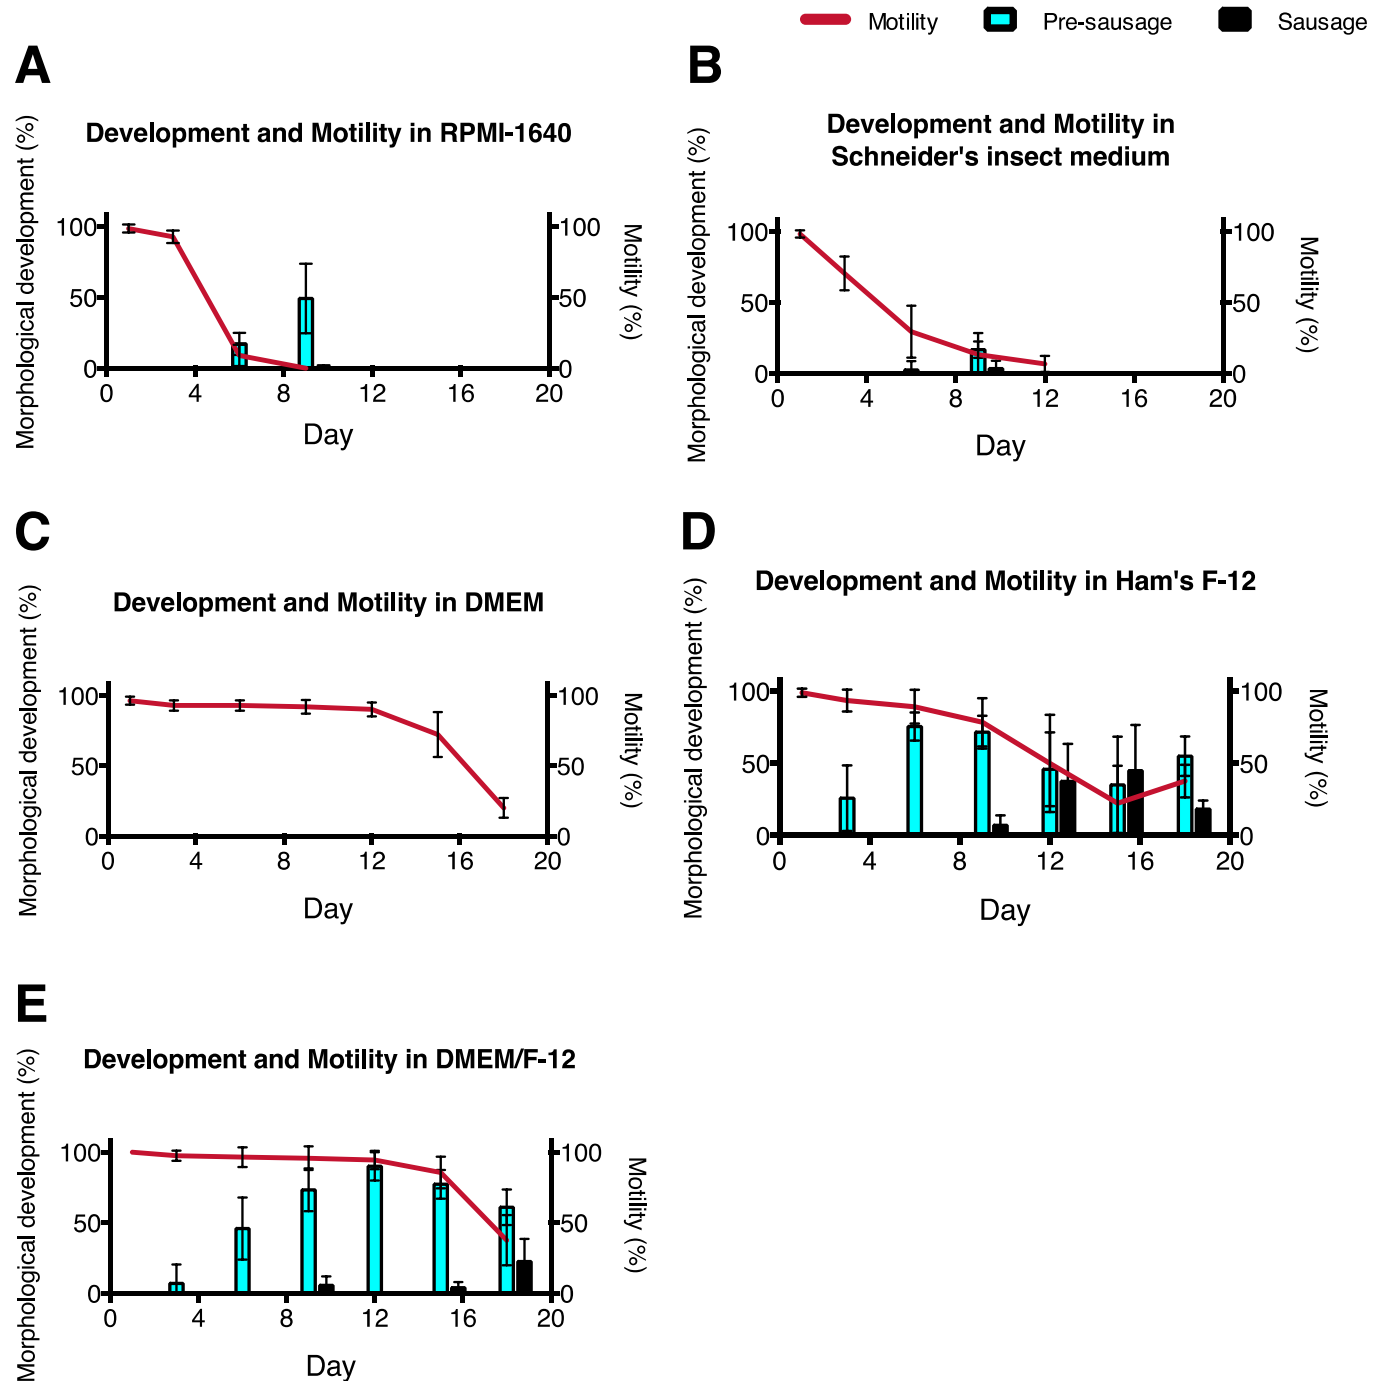 Motility Pre-sausage Sausage
A
Development and Motility in RPMI-1640
Morphological development (%)
100 100
50 50
0 0
0 4 8 12 16 20
Motility (%)
Day
B
Development and Motility in
Schneider's insect medium
Morphological development (%)
100 100
50 50
0 0
0 4 8 12 16 20
Motility (%)
Day
C
Development and Motility in DMEM
Morphological development (%)
100 100
50 50
0 0
0 4 8 12 16 20
Motility (%)
Day
D
Development and Motility in Ham's F-12
Morphological development (%)
100 100
50 50
0 0
0 4 8 12 16 20
Motility (%)
Day
E
Development and Motility in DMEM/F-12
Morphological development (%)
100 100
50 50
0 0
0 4 8 12 16 20
Motility (%)
Day